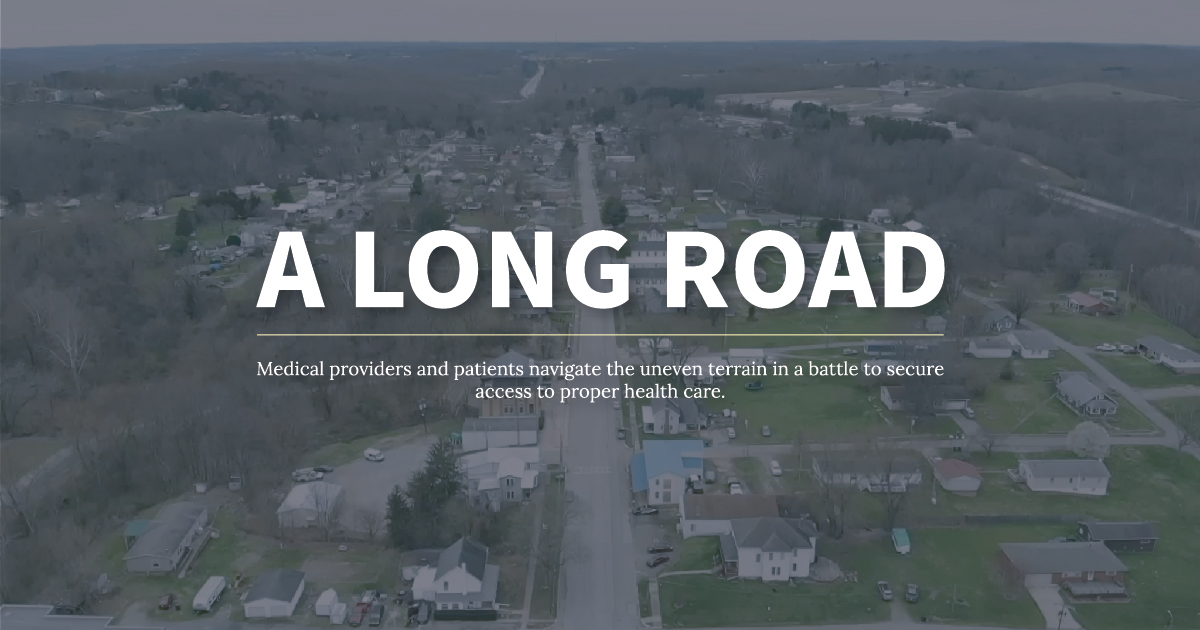 A LONG ROAD
Medical providers and patients navigate the uneven terrain in a battle to secure
access to proper health care.